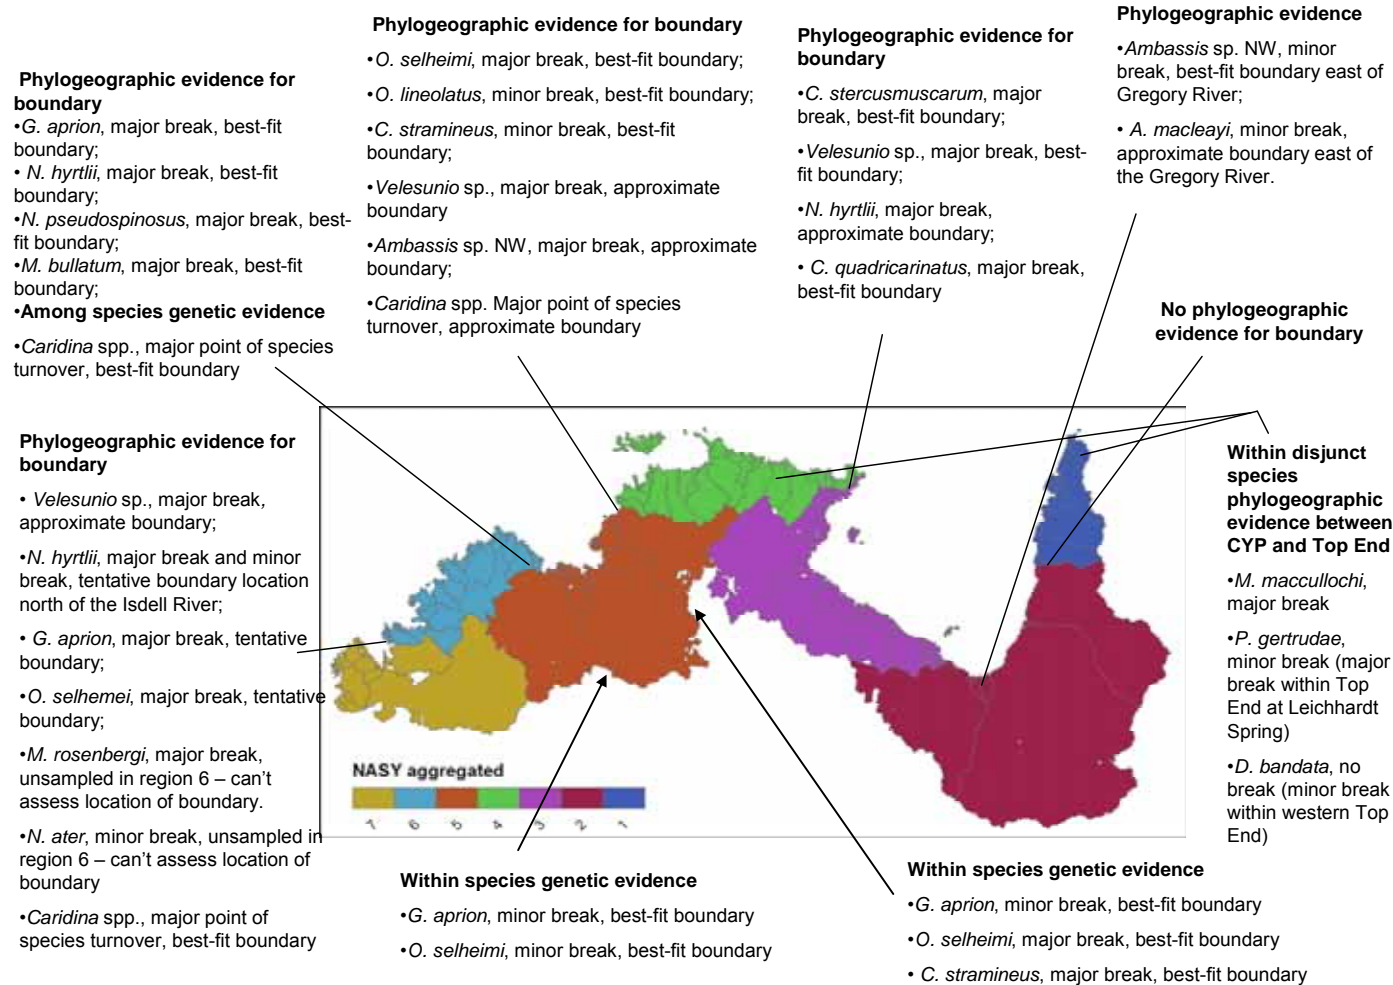 Phylogeographic evidence for
boundary
•G. aprion, major break, best-fit
boundary;
• N. hyrtlii, major break, best-fit
boundary;
•N. pseudospinosus, major break, best-
fit boundary;
•M. bullatum, major break, best-fit
boundary;
•Among species genetic evidence
•Caridina spp., major point of species
turnover, best-fit boundary
Phylogeographic evidence for boundary
•O. selheimi, major break, best-fit boundary;
•O. lineolatus, minor break, best-fit boundary;
•C. stramineus, minor break, best-fit
boundary;
•Velesunio sp., major break, approximate
boundary
•Ambassis sp. NW, major break, approximate
boundary;
•Caridina spp. Major point of species
turnover, approximate boundary
Phylogeographic evidence for
boundary
•C. stercusmuscarum, major
break, best-fit boundary;
•Velesunio sp., major break, best-
fit boundary;
•N. hyrtlii, major break,
approximate boundary;
• C. quadricarinatus, major break,
best-fit boundary
Phylogeographic evidence
•Ambassis sp. NW, minor
break, best-fit boundary east of
Gregory River;
• A. macleayi, minor break,
approximate boundary east of
the Gregory River.
No phylogeographic
evidence for boundary
Phylogeographic evidence for
boundary
• Velesunio sp., major break,
approximate boundary;
•N. hyrtlii, major break and minor
break, tentative boundary location
north of the Isdell River;
• G. aprion, major break, tentative
boundary;
•O. selhemei, major break, tentative
boundary;
•M. rosenbergi, major break,
unsampled in region 6 – can't
assess location of boundary.
•N. ater, minor break, unsampled in
region 6 – can't assess location of
boundary
•Caridina spp., major point of
species turnover, best-fit boundary
Within disjunct
species
phylogeographic
evidence between
CYP and Top End
•M. maccullochi,
major break
•P. gertrudae,
minor break (major
break within Top
End at Leichhardt
Spring)
•D. bandata, no
break (minor break
within western Top
End)
NASY aggregated
7 6 5 4 3 2 1
Within species genetic evidence
•G. aprion, minor break, best-fit boundary
•O. selheimi, minor break, best-fit boundary
Within species genetic evidence
•G. aprion, minor break, best-fit boundary
•O. selheimi, major break, best-fit boundary
• C. stramineus, major break, best-fit boundary